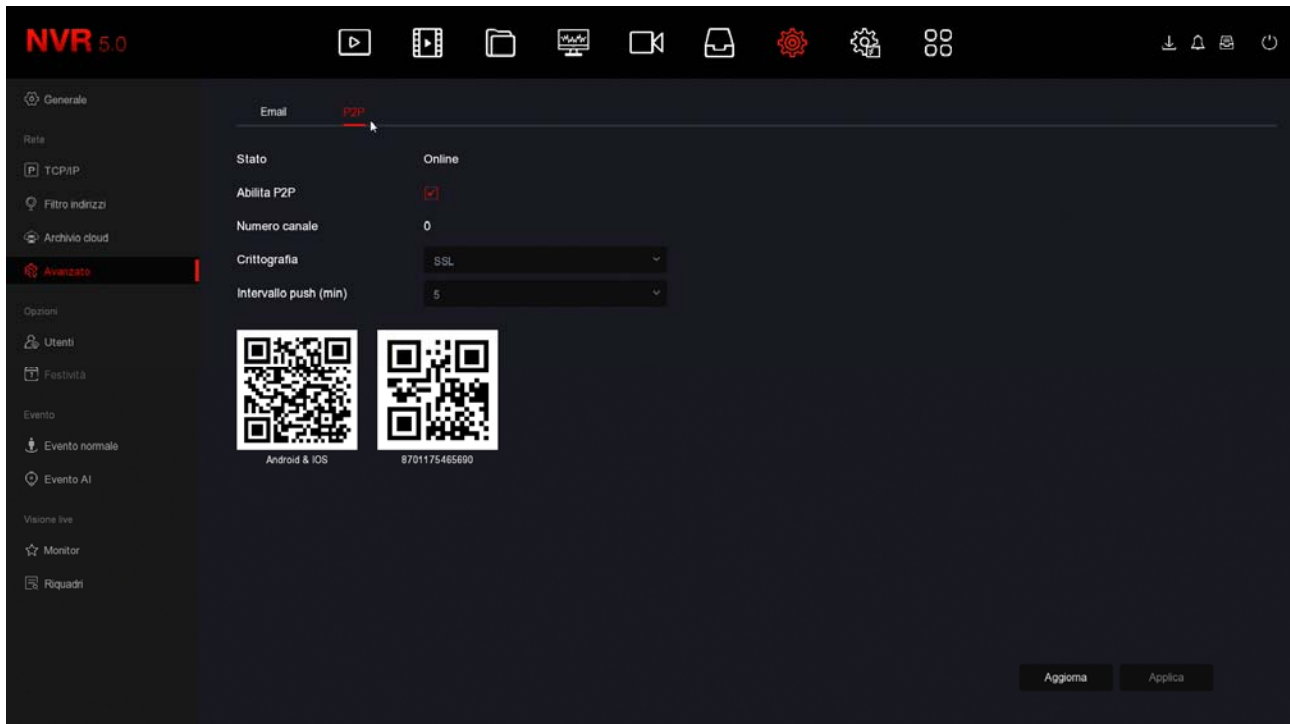 NVR 5.0
Generale
Rete
TCP/IP
Filtro indirizzi
Archivio cloud
Avanzato
Opzioni
Utenti
Festività
Evento
Evento normale
Evento AI
Visione live
Monitor
Riquadri
Email P2P
Stato Online
Abilita P2P
Numero canale 0
Crittografia SSL
Intervallo push (min) 5
Android & IOS 8701175465690
Aggiorna Applica